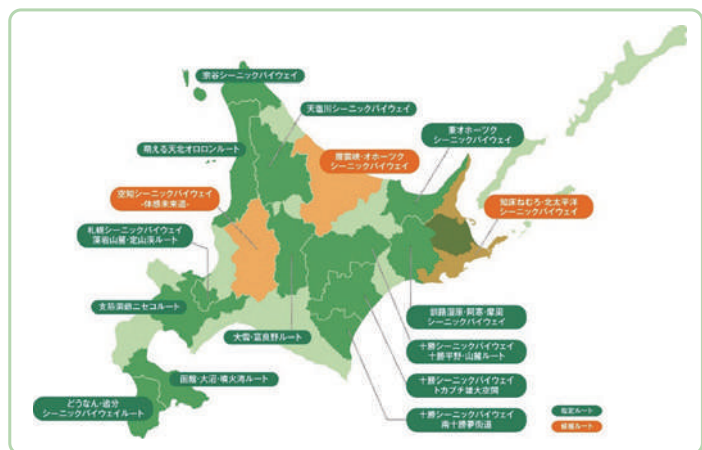 宗谷シーニックバイウェイ
天塩川シーニックバイウェイ
東オホーツク
シーニックバイウェイ
萌える天北オロロンルート
層雲峡・オホーツク
シーニックバイウェイ
空知シーニックバイウェイ
-体感未来道-
知床ねむろ・北太平洋
シーニックバイウェイ
札幌シーニックバイウェイ
藻岩山麓・定山渓ルート
支笏洞爺ニセコルート
釧路湿原・阿寒・摩周
シーニックバイウェイ
大雪・富良野ルート
十勝シーニックバイウェイ
十勝平野・山麓ルート
函館・大沼・噴火湾ルート
十勝シーニックバイウェイ
トカプチ雄大空間
どうなん・追分
シーニックバイウェイルート
十勝シーニックバイウェイ
南十勝夢街道
指定ルート
候補ルート